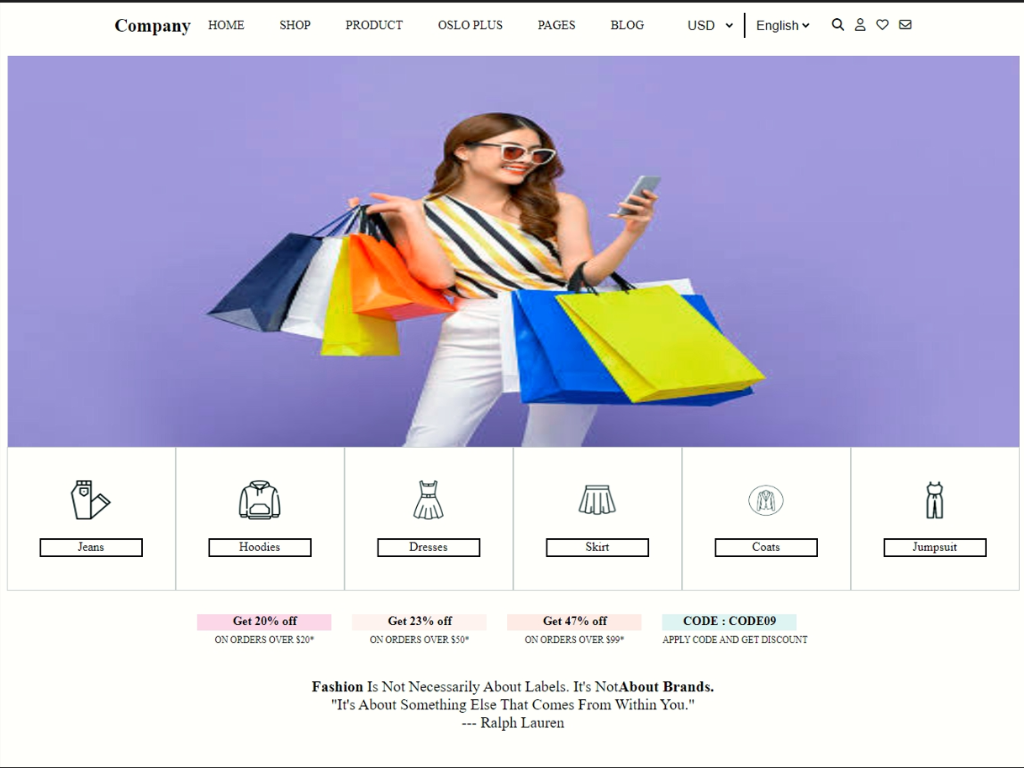 Company HOME SHOP PRODUCT OSLO PLUS PAGES BLOG USD English
Jeans Hoodies Dresses Skirt Coats Jumpsuit
Get 20% off Get 23% off Get 47% off CODE : CODE09
ON ORDERS OVER $20* ON ORDERS OVER $50* ON ORDERS OVER $99* APPLY CODE AND GET DISCOUNT
Fashion Is Not Necessarily About Labels. It's NotAbout Brands.
"It's About Something Else That Comes From Within You."
--- Ralph Lauren